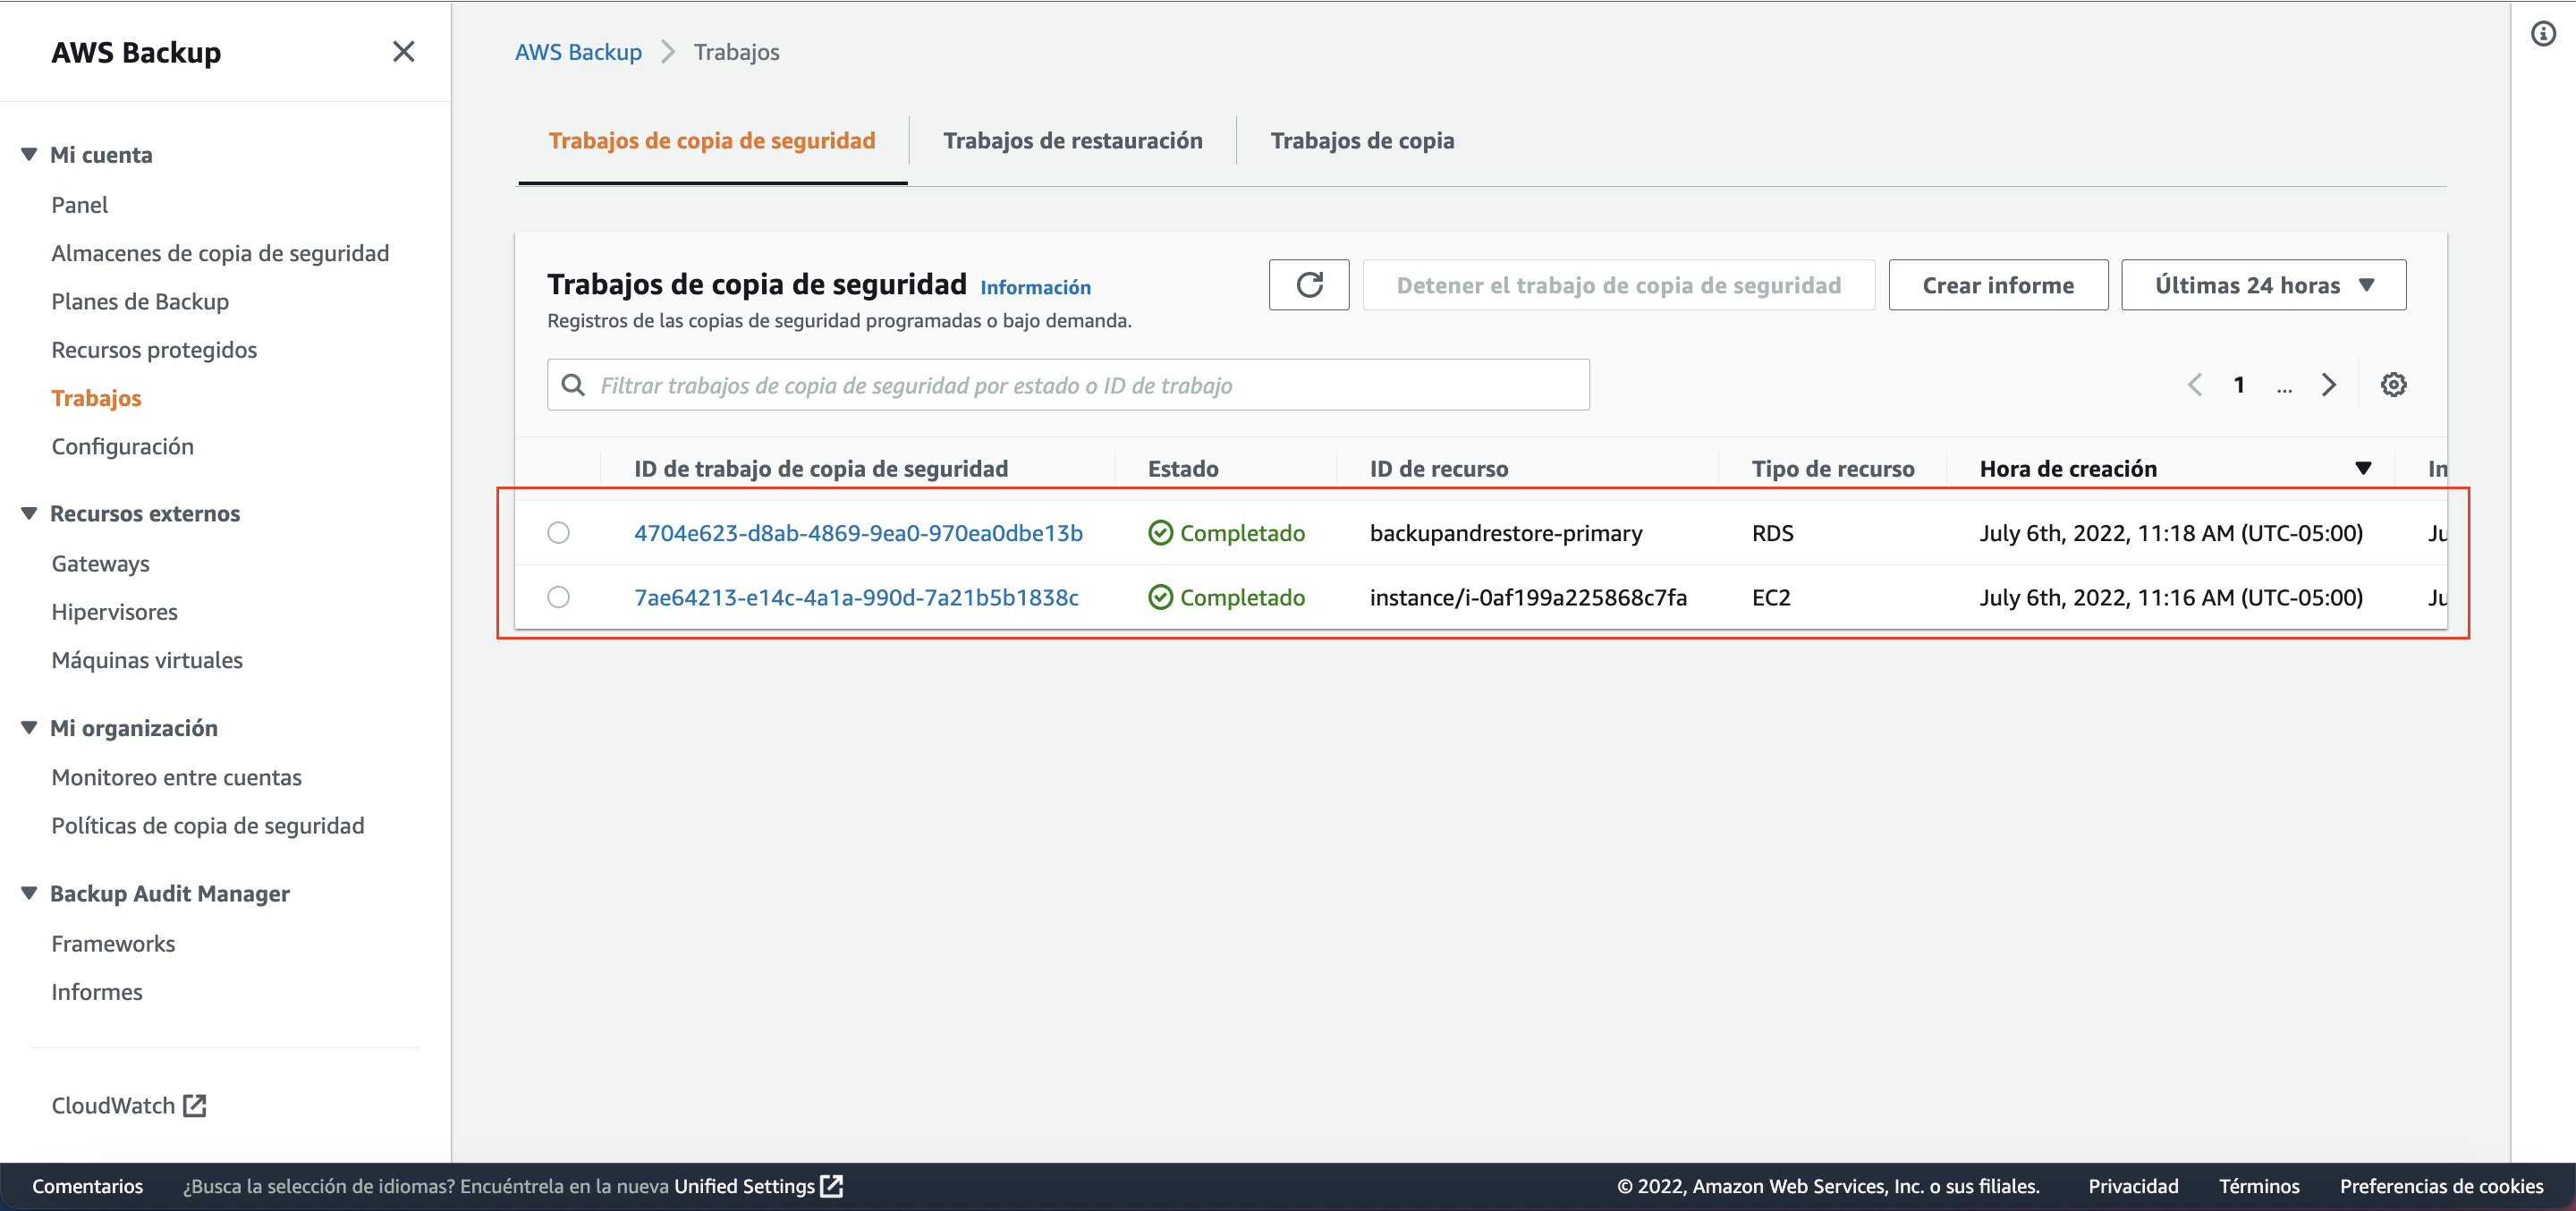 AWS Backup
Mi cuenta
Panel
Almacenes de copia de seguridad
Planes de Backup
Recursos protegidos
Trabajos
Configuración
Recursos externos
Gateways
Hipervisores
Máquinas virtuales
Mi organización
Monitoreo entre cuentas
Políticas de copia de seguridad
Backup Audit Manager
Frameworks
Informes
CloudWatch
AWS Backup Trabajos
Trabajos de copia de seguridad Trabajos de restauración Trabajos de copia
Trabajos de copia de seguridad Información
Registros de las copias de seguridad programadas o bajo demanda.
Detener el trabajo de copia de seguridad Crear informe Últimas 24 horas
Filtrar trabajos de copia de seguridad por estado o ID de trabajo
1 ...
ID de trabajo de copia de seguridad Estado ID de recurso Tipo de recurso Hora de creación In
4704e623-d8ab-4869-9ea0-970ea0dbe13b Completado backupandrestore-primary RDS July 6th, 2022, 11:18 AM (UTC-05:00) Ju
7ae64213-e14c-4a1a-990d-7a21b5b1838c Completado instance/i-0af199a225868c7fa EC2 July 6th, 2022, 11:16 AM (UTC-05:00) Ju
Comentarios ¿Busca la selección de idiomas? Encuéntrela en la nueva Unified Settings © 2022, Amazon Web Services, Inc. o sus filiales. Privacidad Términos Preferencias de cookies